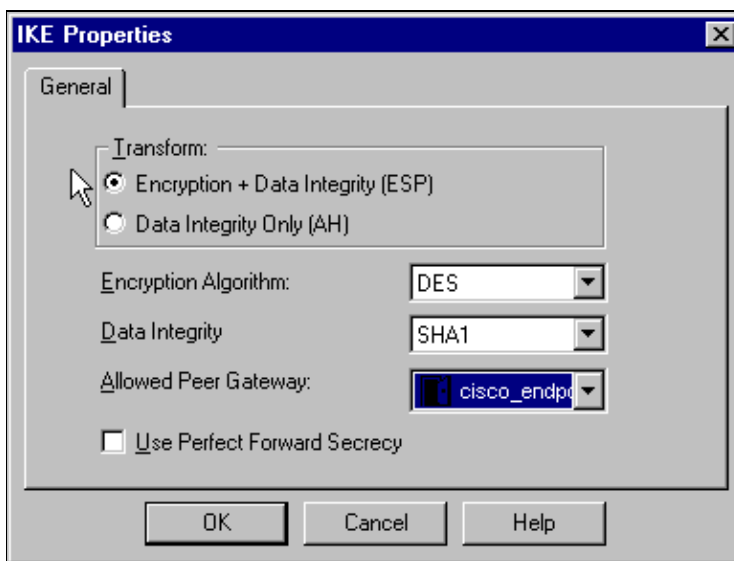 IKE Properties
General
Transform:
Encryption + Data Integrity (ESP)
Data Integrity Only (AH)
Encryption Algorithm: DES
Data Integrity SHA1
Allowed Peer Gateway: cisco_endpo
Use Perfect Forward Secrecy
OK Cancel Help